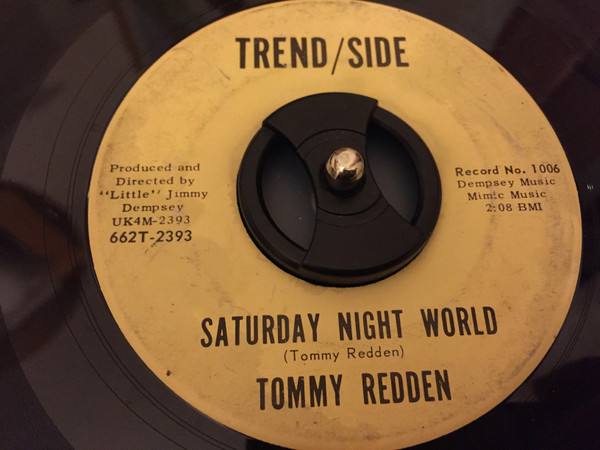 TREND/SIDE
Produced and
Directed by
"Little" Jimmy
Dempsey
UK4M-2393
662T-2393
Record No. 1006
Dempsey Music
Mimic Music
2:08 BMI
SATURDAY NIGHT WORLD
(Tommy Redden)
TOMMY REDDEN